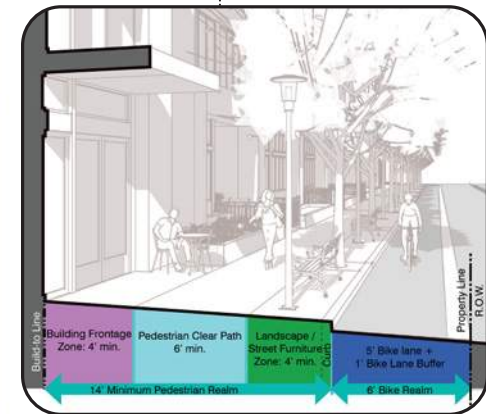 Build-to Line
Building Frontage
Zone: 4' min.
Pedestrian Clear Path
6' min.
Landscape /
Street Furniture
Zone: 4' min.
Curb
5' Bike lane +
1' Bike Lane Buffer
Property Line
R.O.W.
14' Minimum Pedestrian Realm
6' Bike Realm